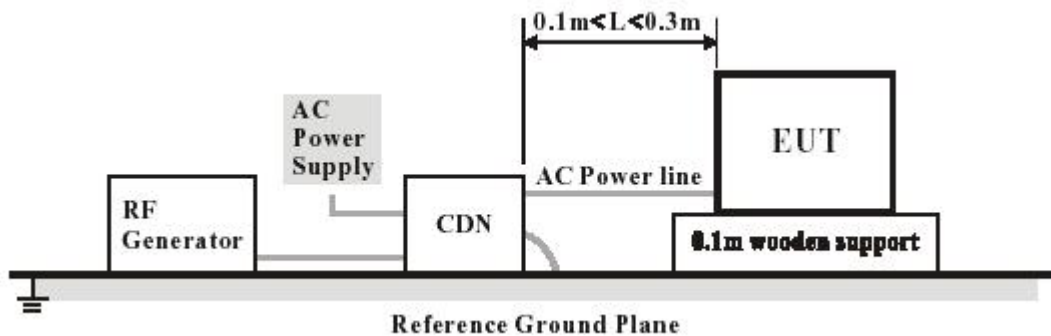 0.1m<L<0.3m
AC
Power
Supply
EUT
AC Power line
RF
Generator
CDN
0.1m wooden support
Reference Ground Plane